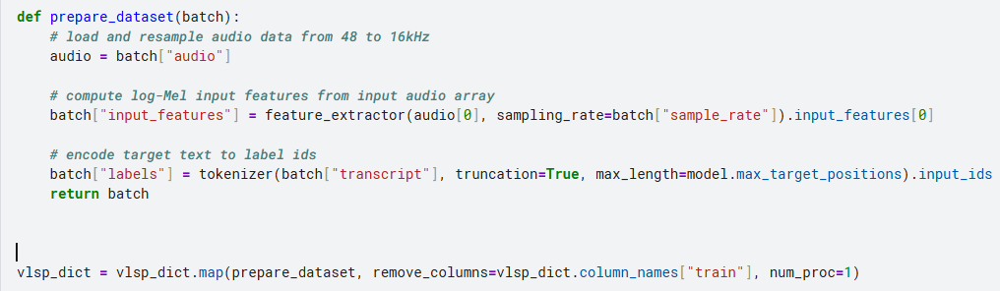 def prepare_dataset(batch):
    # load and resample audio data from 48 to 16kHz
    audio = batch["audio"]
    # compute log-Mel input features from input audio array
    batch["input_features"] = feature_extractor(audio[0], sampling_rate=batch["sample_rate"]).input_features[0]
    # encode target text to label ids
    batch["labels"] = tokenizer(batch["transcript"], truncation=True, max_length=model.max_target_positions).input_ids
    return batch
vlsp_dict = vlsp_dict.map(prepare_dataset, remove_columns=vlsp_dict.column_names["train"], num_proc=1)